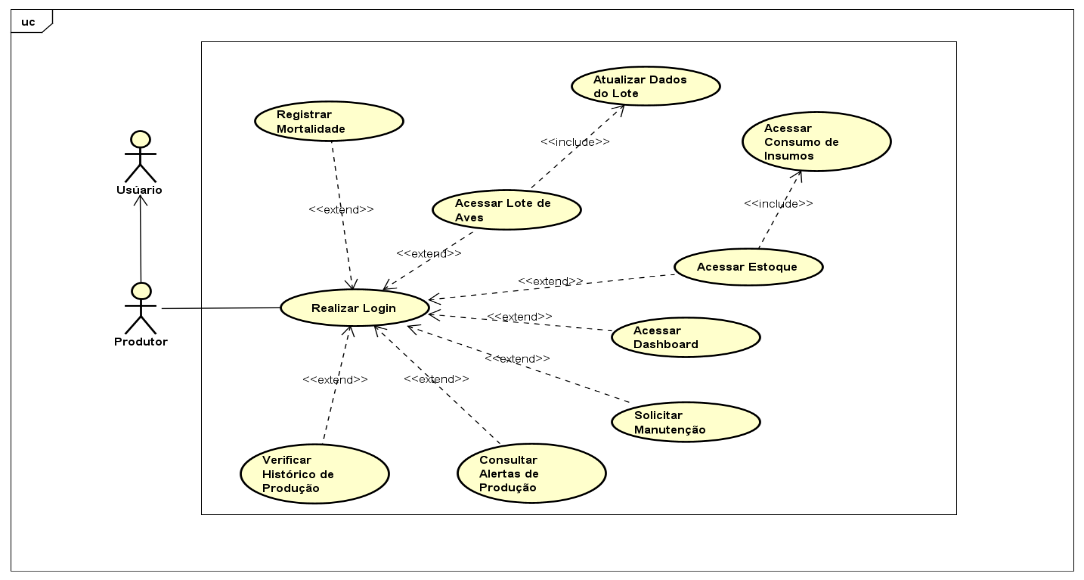 uc
Atualizar Dados
do Lote
Registrar
Mortalidade
Acessar
Consumo de
Insumos
<<include>>
Usúario
Acessar Lote de
Aves
<<include>>
<<extend>>
<<extend>>
Acessar Estoque
<<extend>>
Realizar Login
<<extend>>
Produtor
Acessar
Dashboard
<<extend>>
<<extend>>
<<extend>>
Solicitar
Manutenção
Verificar
Histórico de
Produção
Consultar
Alertas de
Produção